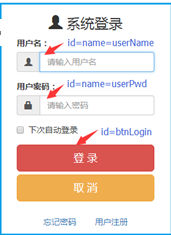 系统登录
用户名： id=name=userName
请输入用户名
用户密码： id=name=userPwd
请输入密码
下次自动登录 id=btnLogin
登 录
取消
忘记密码 用户注册